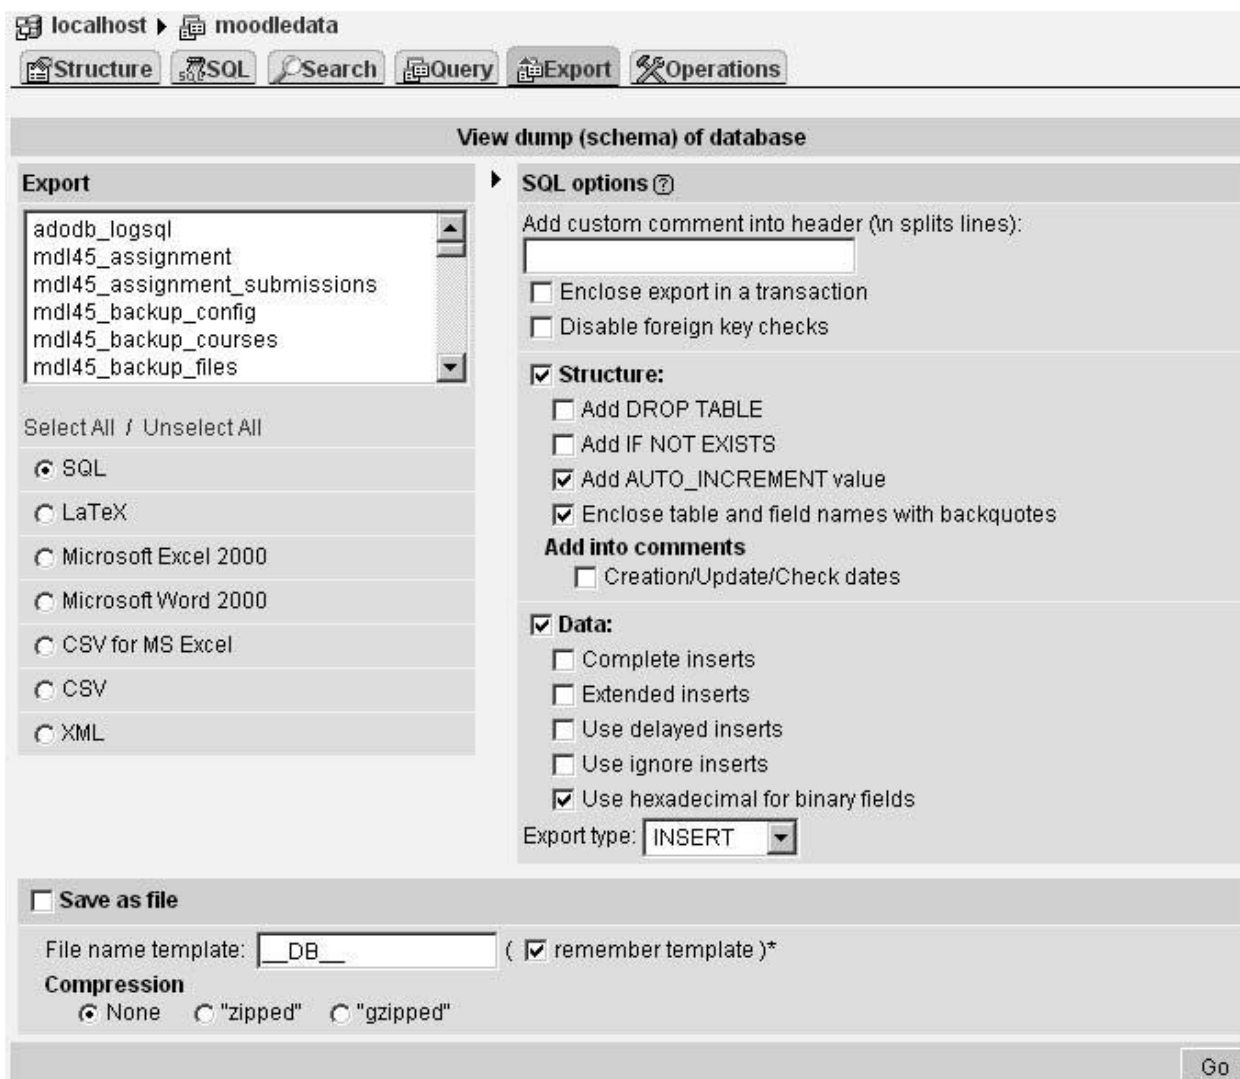 localhost moodledata
Structure SQL Search Query Export Operations
View dump (schema) of database
Export
adodb_logsql
mdl45_assignment
mdl45_assignment_submissions
mdl45_backup_config
mdl45_backup_courses
mdl45_backup_files
Select All / Unselect All
SQL
LaTeX
Microsoft Excel 2000
Microsoft Word 2000
CSV for MS Excel
CSV
XML
SQL options
Add custom comment into header (\n splits lines):
Enclose export in a transaction
Disable foreign key checks
Structure:
Add DROP TABLE
Add IF NOT EXISTS
Add AUTO_INCREMENT value
Enclose table and field names with backquotes
Add into comments
Creation/Update/Check dates
Data:
Complete inserts
Extended inserts
Use delayed inserts
Use ignore inserts
Use hexadecimal for binary fields
Export type: INSERT
Save as file
File name template: __DB__ ( remember template )*
Compression
None "zipped" "gzipped"
Go